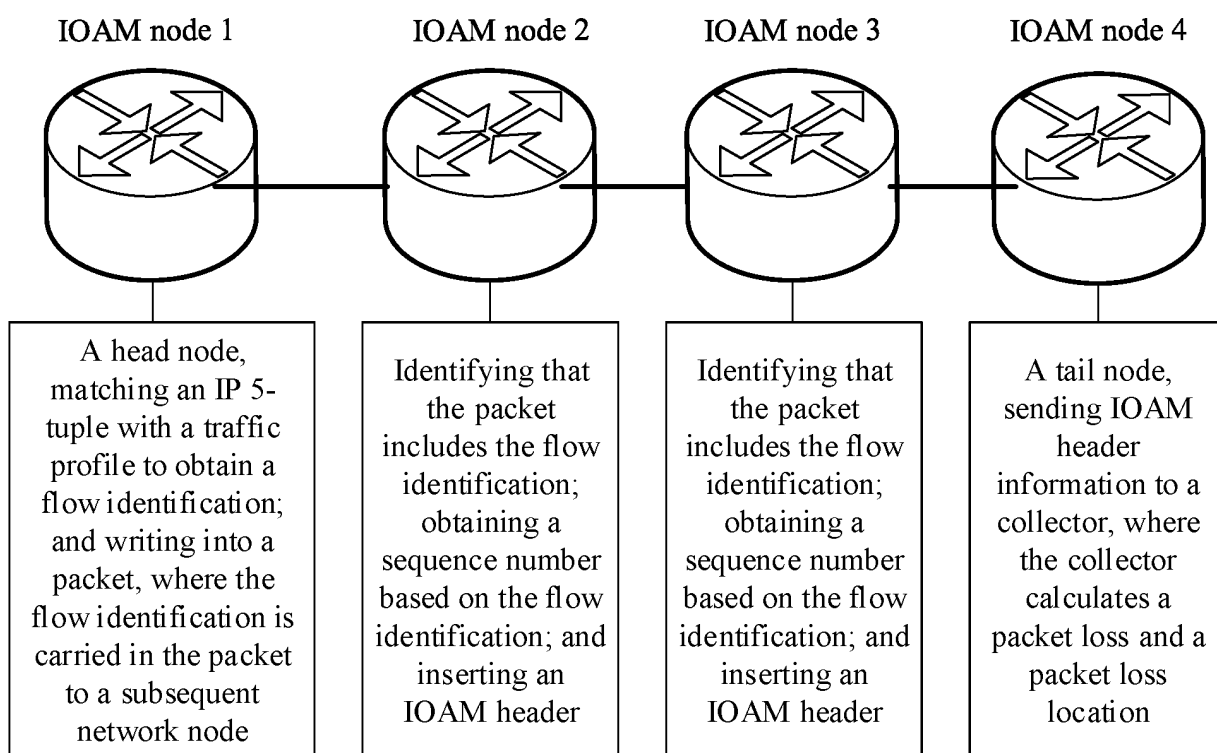 IOAM node 1
IOAM node 2
IOAM node 3
IOAM node 4
A head node,
matching an IP 5-
tuple with a traffic
profile to obtain a
flow identification;
and writing into a
packet, where the
flow identification is
carried in the packet
to a subsequent
network node
Identifying that
the packet
includes the flow
identification;
obtaining a
sequence number
based on the flow
identification; and
inserting an
IOAM header
Identifying that
the packet
includes the flow
identification;
obtaining a
sequence number
based on the flow
identification; and
inserting an
IOAM header
A tail node,
sending IOAM
header
information to a
collector, where
the collector
calculates a
packet loss and a
packet loss
location